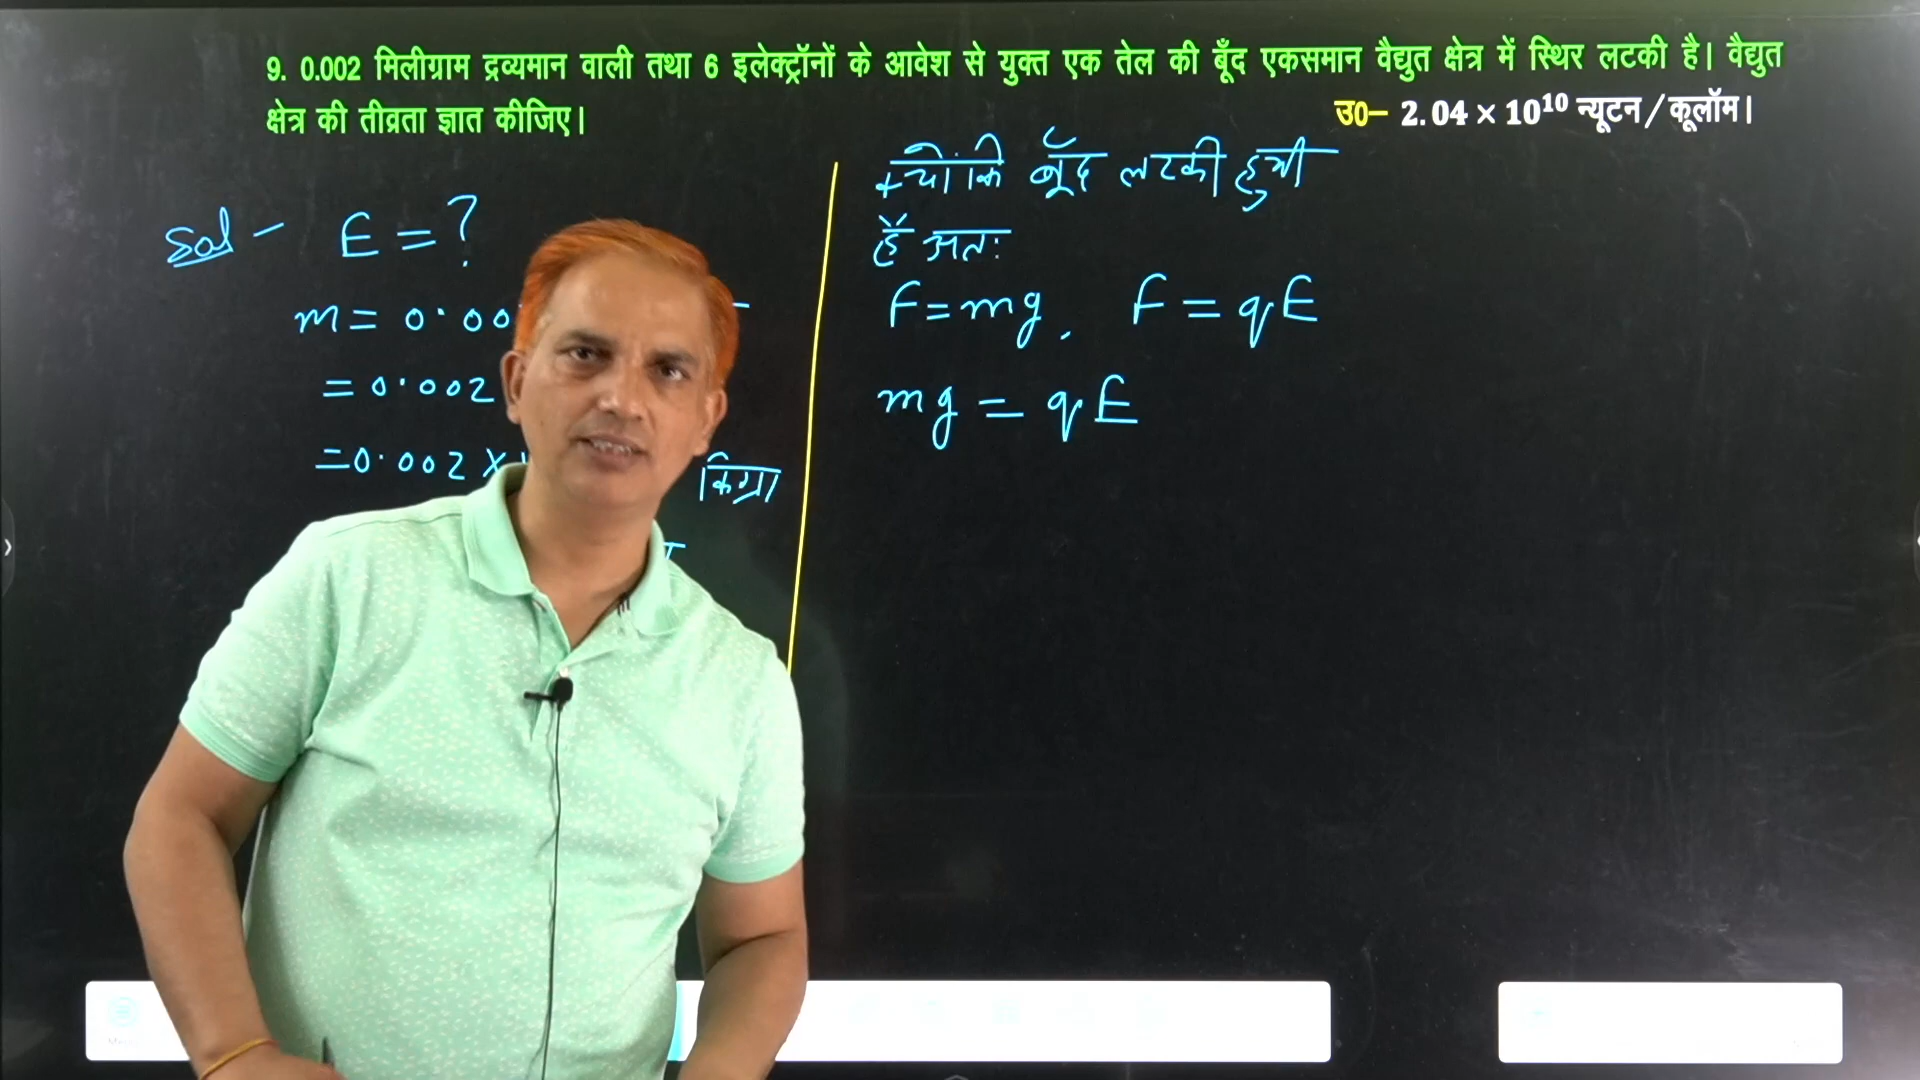 9. 0.002 मिलीग्राम द्रव्यमान वाली तथा 6 इलेक्ट्रॉनों के आवेश से युक्त एक तेल की बूँद एकसमान वैद्युत क्षेत्र में स्थिर लटकी है। वैद्युत
क्षेत्र की तीव्रता ज्ञात कीजिए।
उ0– 2.04 × 10¹⁰ न्यूटन/कूलॉम।
Sol – E = ?
m = 0.00
= 0.002
= 0.002 ×
किग्रा
क्योंकि बूँद लटकी हुयी
है अतः
F = mg, F = qE
mg = qE